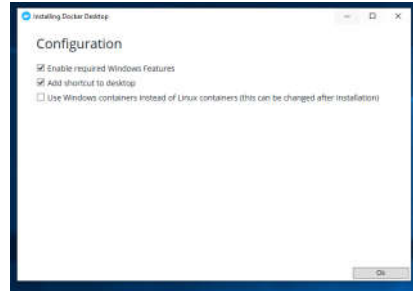 Installing Docker Desktop
Configuration
Enable required Windows Features
Add shortcut to desktop
Use Windows containers instead of Linux containers (this can be changed after installation)
Ok